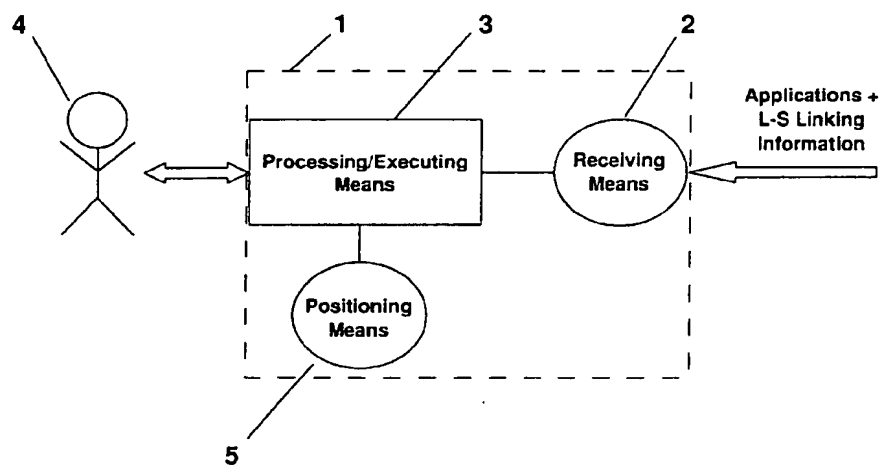 4
1
3
2
Applications +
L-S Linking
Information
Processing/Executing
Means
Receiving
Means
Positioning
Means
5